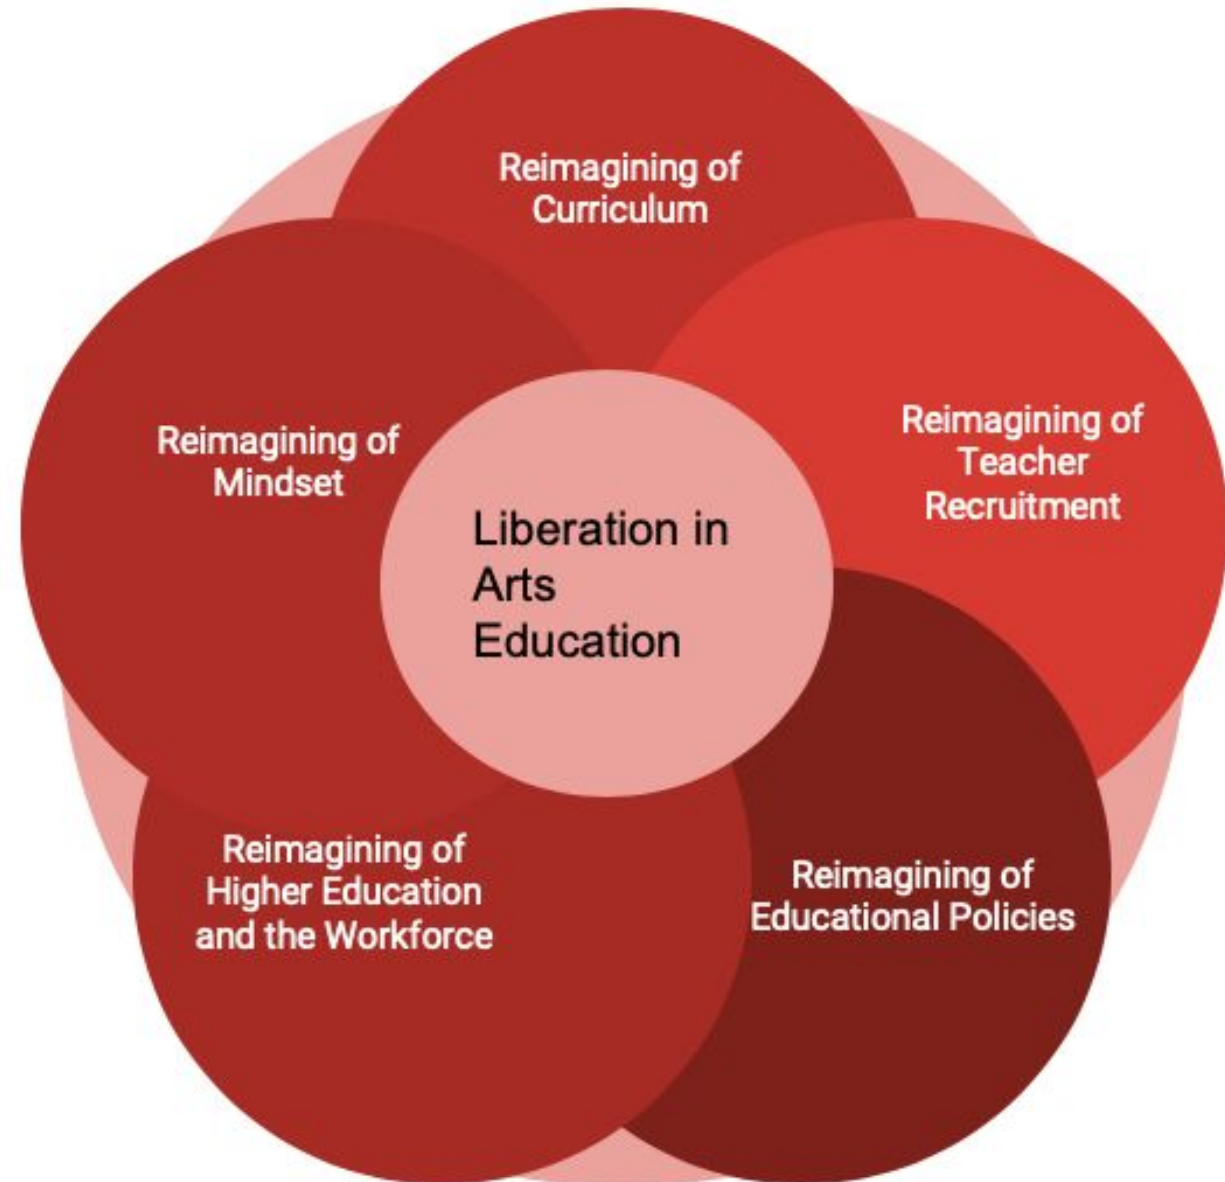 Reimagining of
Curriculum
Reimagining of
Teacher
Recruitment
Reimagining of
Mindset
Liberation in
Arts
Education
Reimagining of
Higher Education
and the Workforce
Reimagining of
Educational Policies